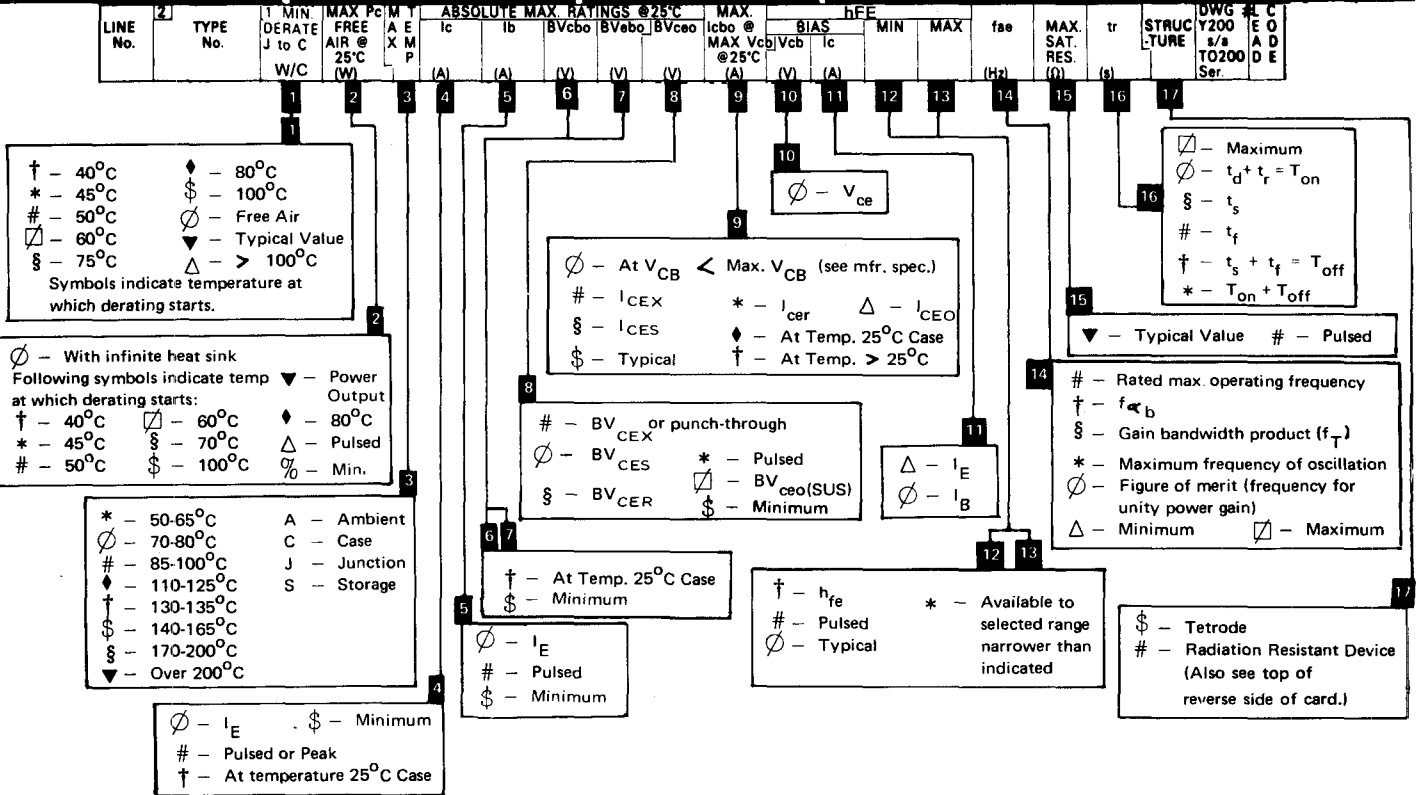 LINE No. 2 TYPE No. 1 MIN. DERATE J to C W/C MAX Pc FREE AIR @ 25°C (W) MAX TEMP ABSOLUTE MAX. RATINGS @25°C Ic (A) Ib (A) BVcbo (V) BVebo (V) BVceo (V) MAX. Icbo @ MAX Vcb @25°C (A) hFE BIAS Vcb (V) Ic (A) MIN MAX fae (Hz) MAX. SAT. RES. (Ω) tr (s) STRUC-TURE DWG # Y200 s/a TO200 Ser. LEAD CODE
1 2 3 4 5 6 7 8 9 10 11 12 13 14 15 16 17
1
† – 40°C ♦ – 80°C
* – 45°C $ – 100°C
# – 50°C ∅ – Free Air
⍁ – 60°C ▼ – Typical Value
§ – 75°C △ – > 100°C
Symbols indicate temperature at
which derating starts.
2
∅ – With infinite heat sink
Following symbols indicate temp ▼ – Power
at which derating starts: Output
† – 40°C ⍁ – 60°C ♦ – 80°C
* – 45°C § – 70°C △ – Pulsed
# – 50°C $ – 100°C % – Min.
3
* – 50-65°C A – Ambient
∅ – 70-80°C C – Case
# – 85-100°C J – Junction
♦ – 110-125°C S – Storage
† – 130-135°C
$ – 140-165°C
§ – 170-200°C
▼ – Over 200°C
4
∅ – IE . $ – Minimum
# – Pulsed or Peak
† – At temperature 25°C Case
5
∅ – IE
# – Pulsed
$ – Minimum
6 7
† – At Temp. 25°C Case
$ – Minimum
8
# – BVCEX or punch-through
∅ – BVCES * – Pulsed
⍁ – BVceo(SUS)
§ – BVCER $ – Minimum
9
∅ – At VCB < Max. VCB (see mfr. spec.)
# – ICEX * – Icer △ – ICEO
§ – ICES ♦ – At Temp. 25°C Case
$ – Typical † – At Temp. > 25°C
10
∅ – Vce
11
△ – IE
∅ – IB
12 13
† – hfe * – Available to
# – Pulsed selected range
∅ – Typical narrower than
indicated
14
# – Rated max. operating frequency
† – f∝b
§ – Gain bandwidth product (fT)
* – Maximum frequency of oscillation
∅ – Figure of merit (frequency for
unity power gain)
△ – Minimum ⍁ – Maximum
15
▼ – Typical Value # – Pulsed
16
⍁ – Maximum
∅ – td+ tr = Ton
§ – ts
# – tf
† – ts + tf = Toff
* – Ton + Toff
17
$ – Tetrode
# – Radiation Resistant Device
(Also see top of
reverse side of card.)